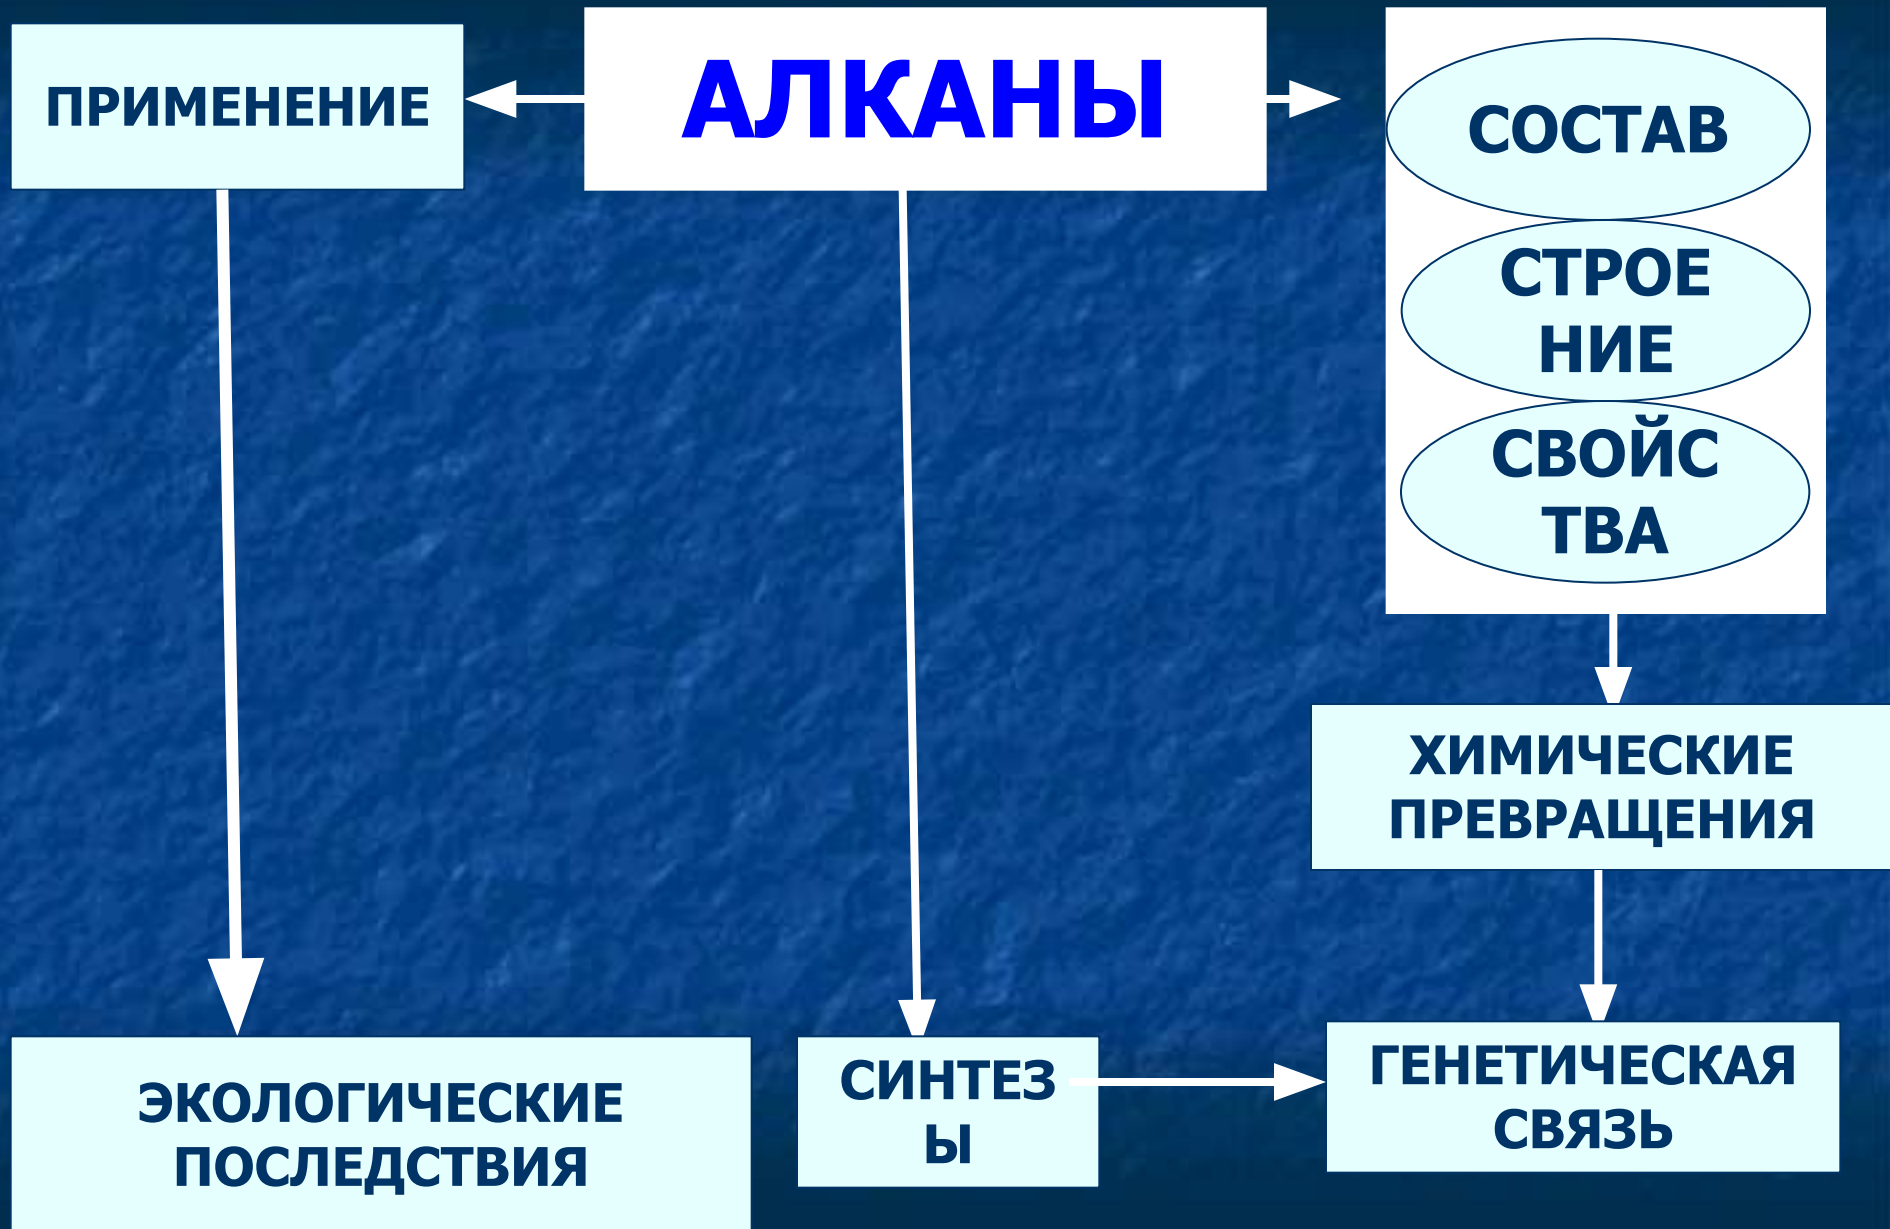 ПРИМЕНЕНИЕ
АЛКАНЫ
СОСТАВ
СТРОЕ
НИЕ
СВОЙС
ТВА
ХИМИЧЕСКИЕ
ПРЕВРАЩЕНИЯ
ЭКОЛОГИЧЕСКИЕ
ПОСЛЕДСТВИЯ
СИНТЕЗ
Ы
ГЕНЕТИЧЕСКАЯ
СВЯЗЬ